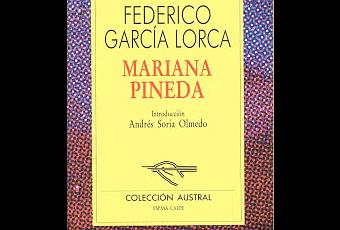 FEDERICO
GARCÍA LORCA
MARIANA
PINEDA
Introducción
Andrés Soria Olmedo
COLECCIÓN AUSTRAL
ESPASA CALPE